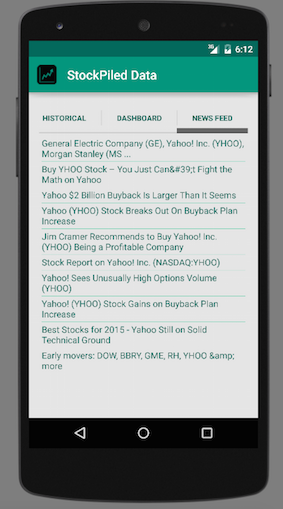 3G 6:12
StockPiled Data
HISTORICAL DASHBOARD NEWS FEED
General Electric Company (GE), Yahoo! Inc. (YHOO),
Morgan Stanley (MS ...
Buy YHOO Stock – You Just Can&#39;t Fight the
Math on Yahoo
Yahoo $2 Billion Buyback Is Larger Than It Seems
Yahoo (YHOO) Stock Breaks Out On Buyback Plan
Increase
Jim Cramer Recommends to Buy Yahoo! Inc.
(YHOO) Being a Profitable Company
Stock Report on Yahoo! Inc. (NASDAQ:YHOO)
Yahoo! Sees Unusually High Options Volume
(YHOO)
Yahoo! (YHOO) Stock Gains on Buyback Plan
Increase
Best Stocks for 2015 - Yahoo Still on Solid
Technical Ground
Early movers: DOW, BBRY, GME, RH, YHOO &amp;
more